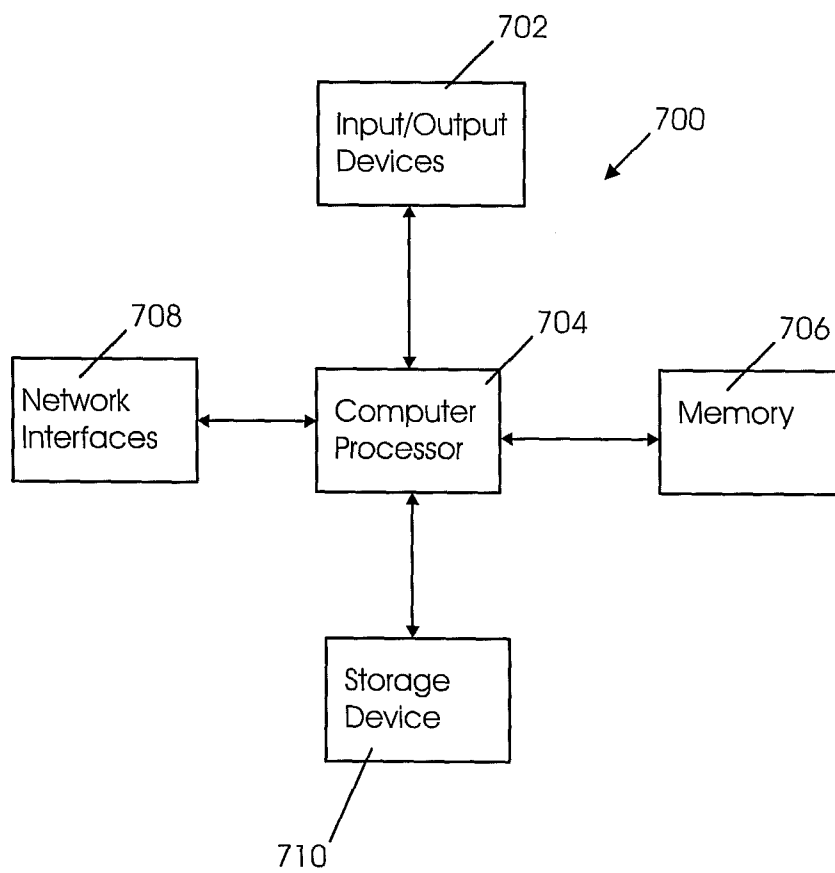 702
Input/Output
Devices
700
708
Network
Interfaces
704
Computer
Processor
706
Memory
Storage
Device
710